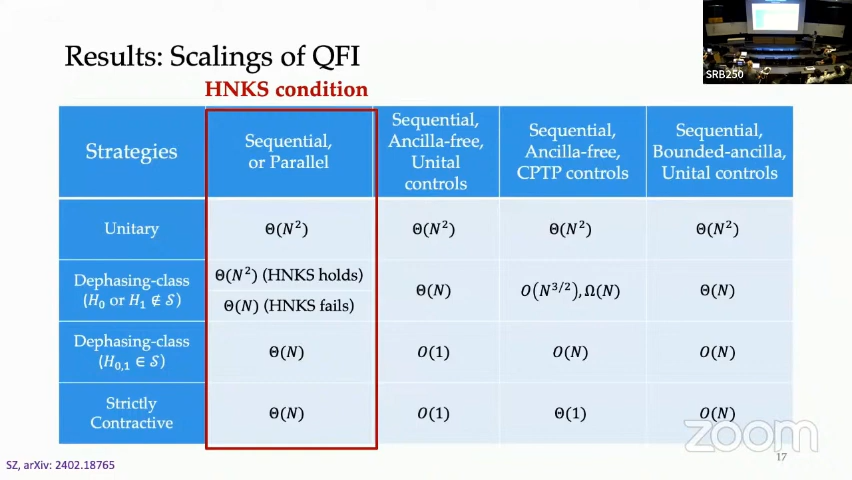 SRB250
Results: Scalings of QFI
HNKS condition
Strategies
Sequential,
or Parallel
Sequential,
Ancilla-free,
Unital
controls
Sequential,
Ancilla-free,
CPTP controls
Sequential,
Bounded-ancilla,
Unital controls
Unitary
Θ(N²)
Θ(N²)
Θ(N²)
Θ(N²)
Dephasing-class
(H₀ or H₁ ∉ 𝒮)
Θ(N²) (HNKS holds)
Θ(N) (HNKS fails)
Θ(N)
O(N^{3/2}), Ω(N)
Θ(N)
Dephasing-class
(H₀,₁ ∈ 𝒮)
Θ(N)
O(1)
O(N)
O(N)
Strictly
Contractive
Θ(N)
O(1)
Θ(1)
O(N)
zoom
17
SZ, arXiv: 2402.18765